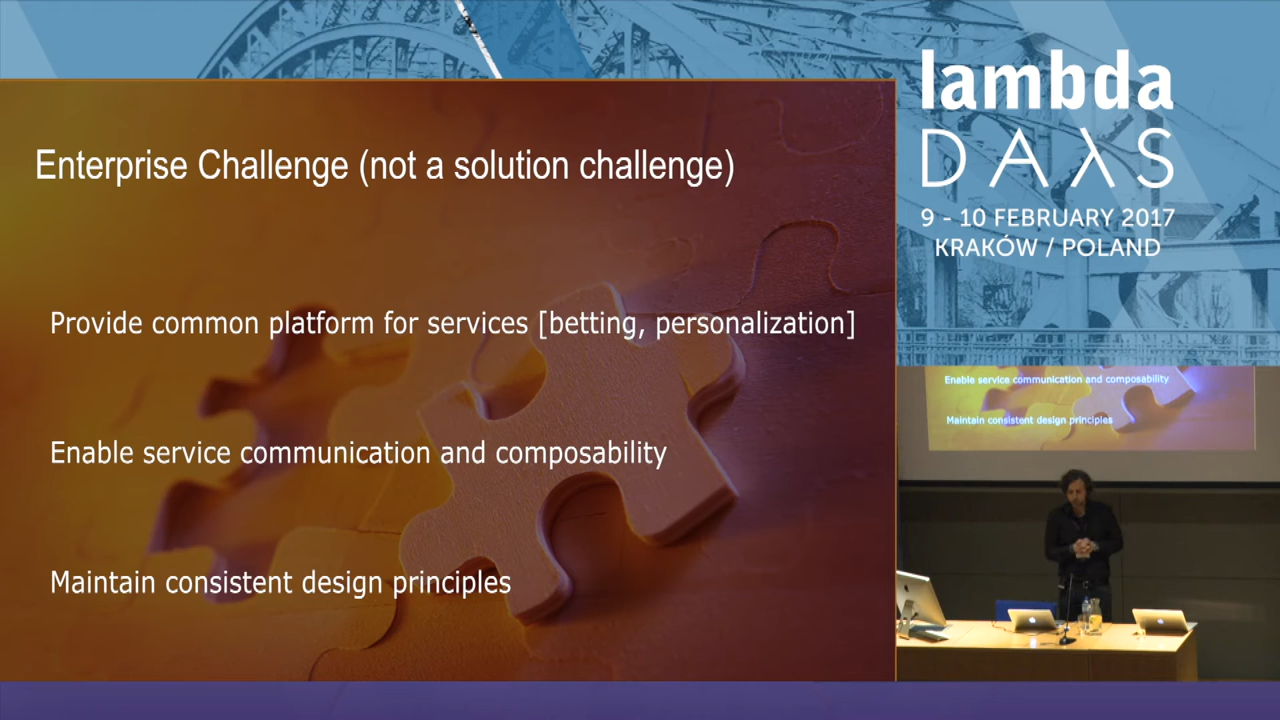 Enterprise Challenge (not a solution challenge)
Provide common platform for services [betting, personalization]
Enable service communication and composability
Maintain consistent design principles
lambda
DAλS
9 - 10 FEBRUARY 2017
KRAKÓW / POLAND
Enable service communication and composability
Maintain consistent design principles